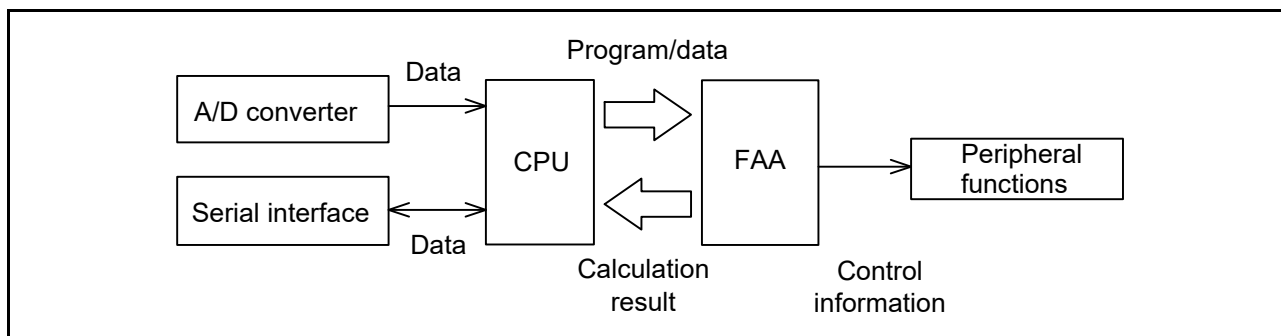 Program/data
Data
A/D converter
CPU
FAA
Peripheral
functions
Serial interface
Data
Calculation
result
Control
information